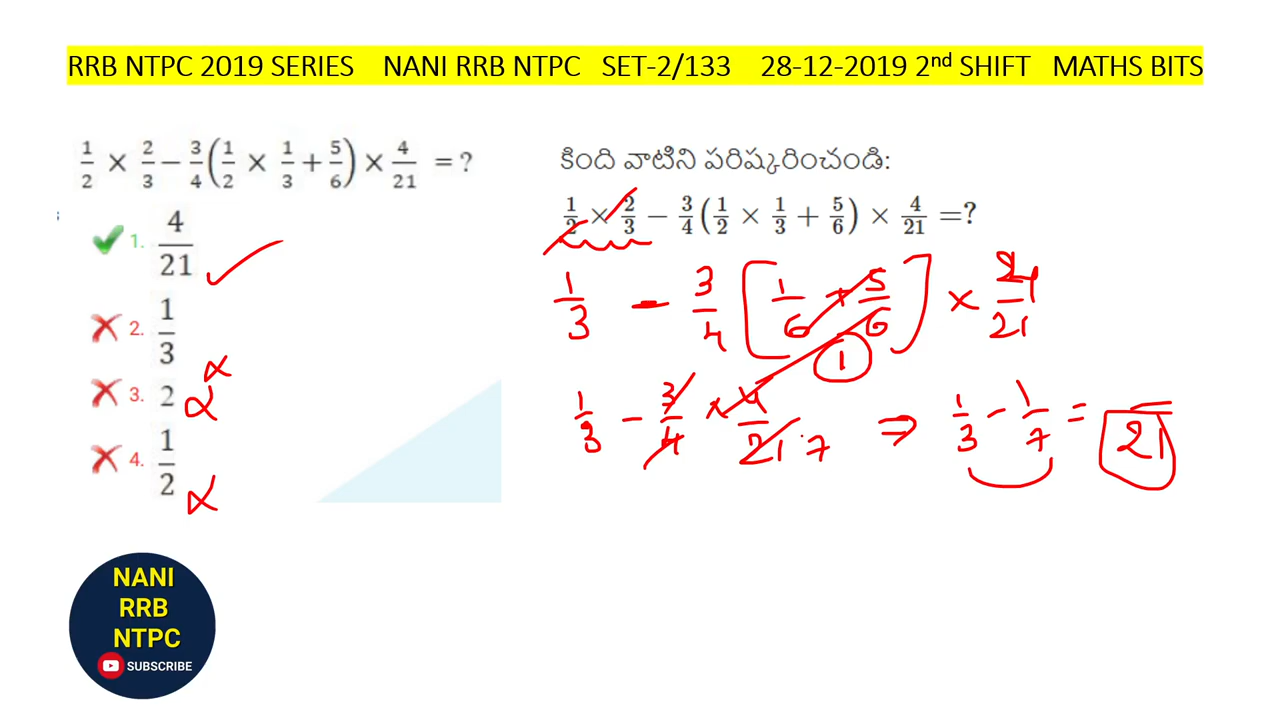 RRB NTPC 2019 SERIES NANI RRB NTPC SET-2/133 28-12-2019 2nd SHIFT MATHS BITS
1/2 × 2/3 − 3/4(1/2 × 1/3 + 5/6) × 4/21 = ?
1. 4/21
2. 1/3
3. 2
4. 1/2
కింది వాటిని పరిష్కరించండి:
1/2 × 2/3 − 3/4(1/2 × 1/3 + 5/6) × 4/21 =?
1/3 - 3/4 [1/6 + 5/6] × 4/21
1
1/3 - 3/4 × 4/21 7 ⇒ 1/3 - 1/7 = /21
NANI
RRB
NTPC
SUBSCRIBE